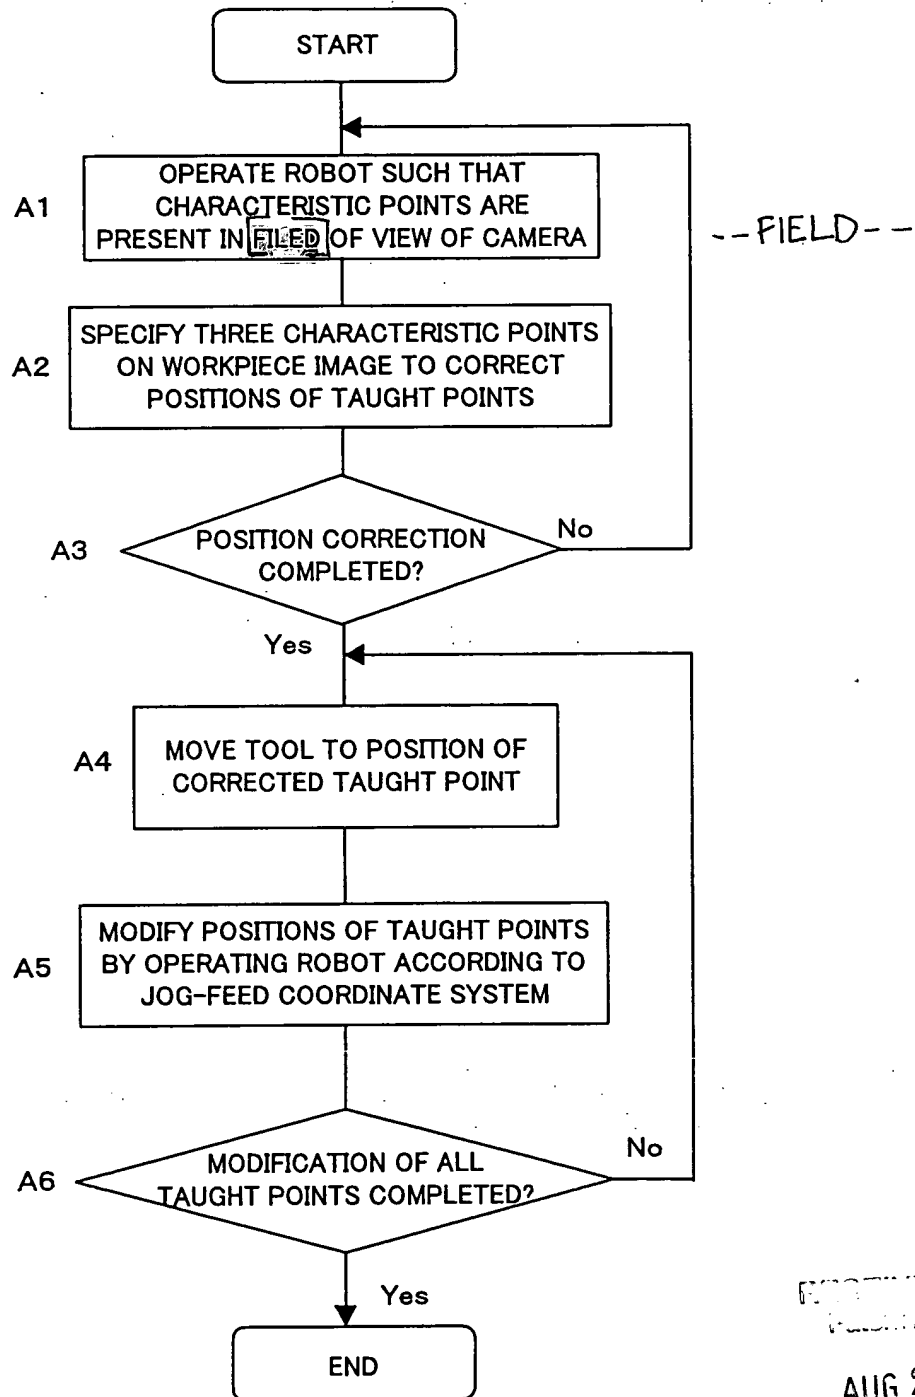 START
A1
OPERATE ROBOT SUCH THAT
CHARACTERISTIC POINTS ARE
PRESENT IN FILED OF VIEW OF CAMERA
--FIELD--
A2
SPECIFY THREE CHARACTERISTIC POINTS
ON WORKPIECE IMAGE TO CORRECT
POSITIONS OF TAUGHT POINTS
A3
POSITION CORRECTION
COMPLETED?
No
Yes
A4
MOVE TOOL TO POSITION OF
CORRECTED TAUGHT POINT
A5
MODIFY POSITIONS OF TAUGHT POINTS
BY OPERATING ROBOT ACCORDING TO
JOG-FEED COORDINATE SYSTEM
A6
MODIFICATION OF ALL
TAUGHT POINTS COMPLETED?
No
Yes
END
AUG